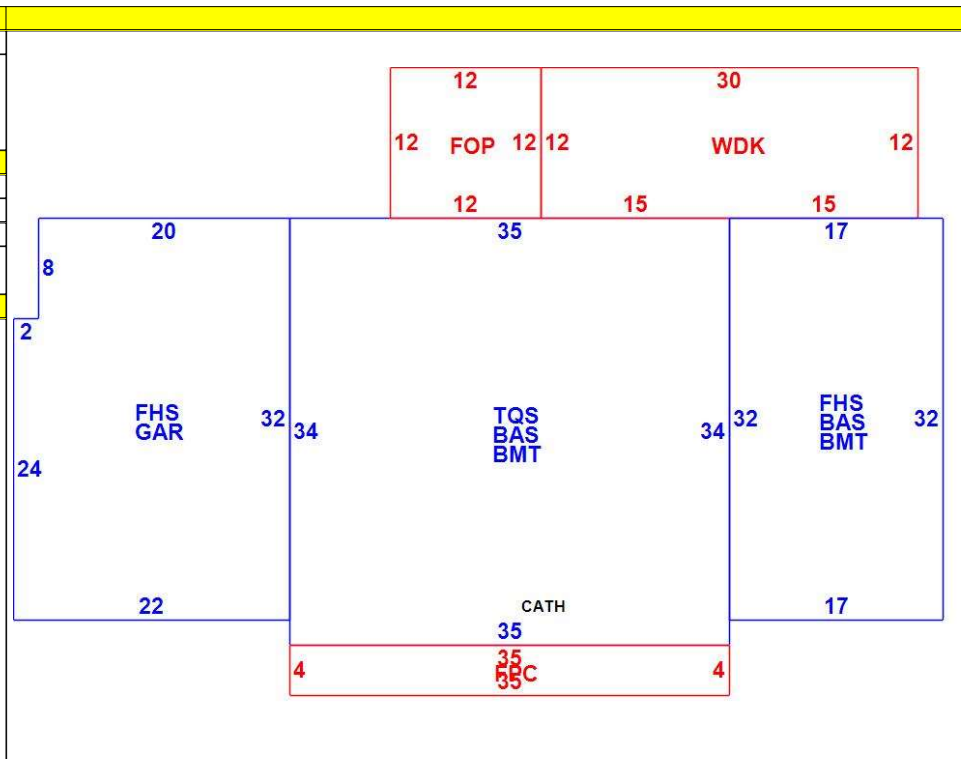 12 30
12 FOP 12 12 WDK 12
12 15 15
20 35 17
8
2
FHS TQS FHS
GAR BAS BAS
BMT BMT
32 34 34 32 32
24
22 CATH 17
35
35
4 FPC 4
35